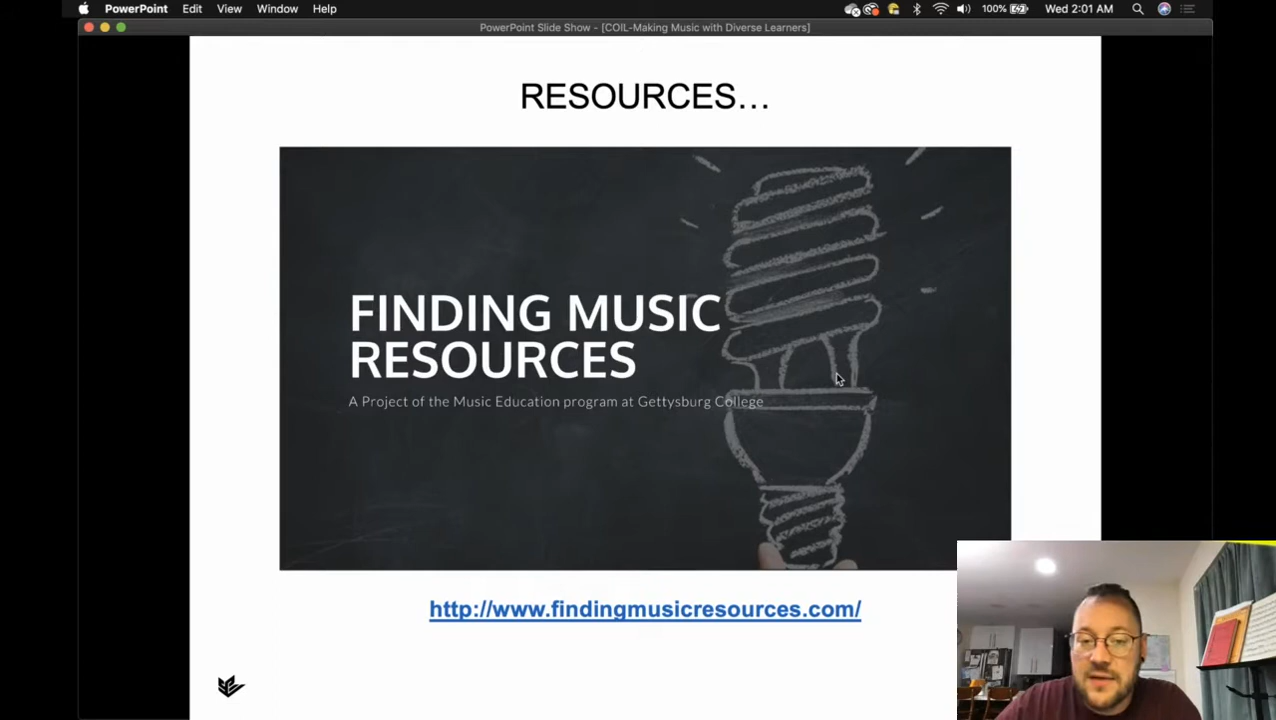 PowerPoint Edit View Window Help 100% Wed 2:01 AM
PowerPoint Slide Show - [COIL-Making Music with Diverse Learners]
RESOURCES…
FINDING MUSIC
RESOURCES
A Project of the Music Education program at Gettysburg College
http://www.findingmusicresources.com/